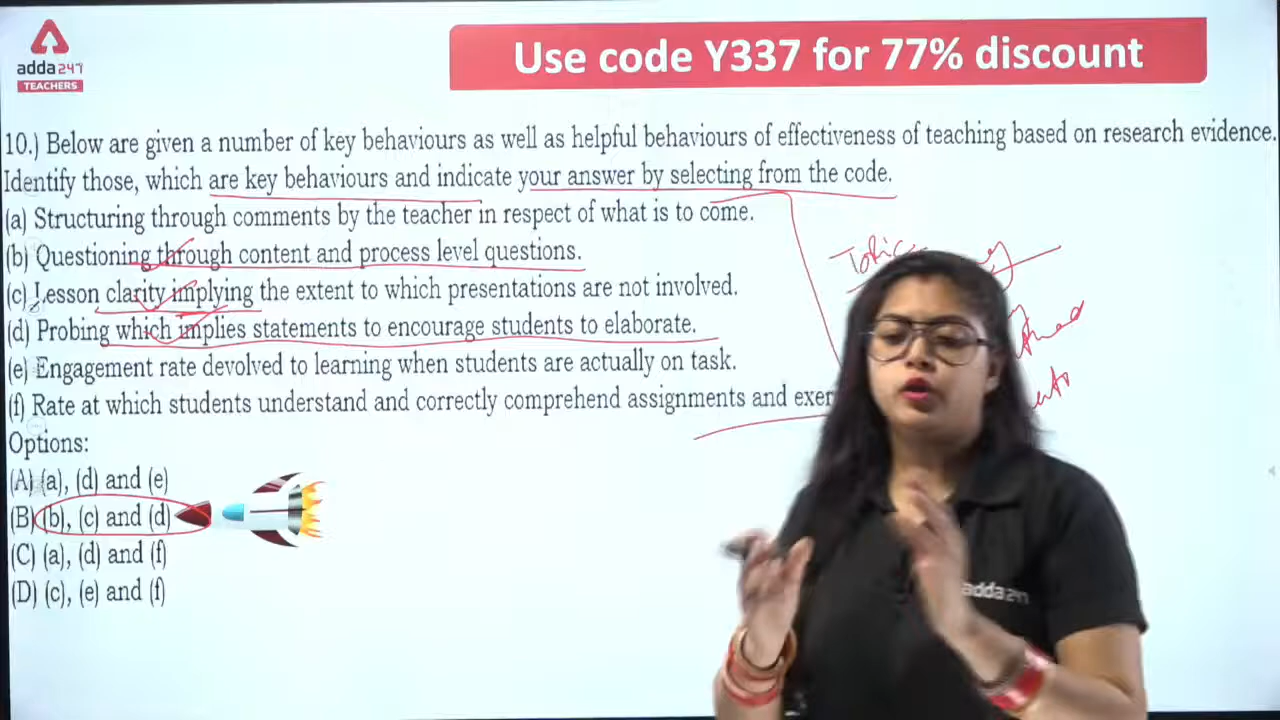 adda247
TEACHERS
Use code Y337 for 77% discount
10.) Below are given a number of key behaviours as well as helpful behaviours of effectiveness of teaching based on research evidence.
Identify those, which are key behaviours and indicate your answer by selecting from the code.
(a) Structuring through comments by the teacher in respect of what is to come.
(b) Questioning through content and process level questions.
(c) Lesson clarity implying the extent to which presentations are not involved.
(d) Probing which implies statements to encourage students to elaborate.
(e) Engagement rate devolved to learning when students are actually on task.
(f) Rate at which students understand and correctly comprehend assignments and exer
Options:
(A) (a), (d) and (e)
(B) (b), (c) and (d)
(C) (a), (d) and (f)
(D) (c), (e) and (f)
adda247